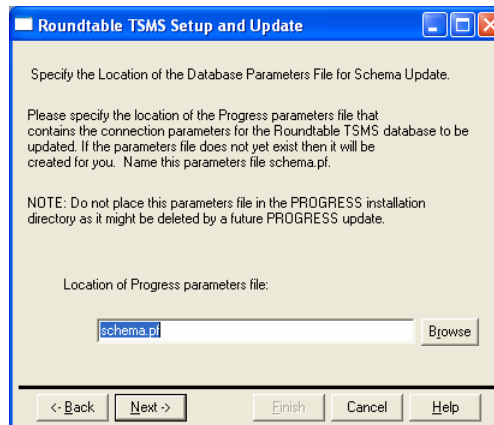 Roundtable TSMS Setup and Update
Specify the Location of the Database Parameters File for Schema Update.
Please specify the location of the Progress parameters file that
contains the connection parameters for the Roundtable TSMS database to be
updated. If the parameters file does not yet exist then it will be
created for you. Name this parameters file schema.pf.
NOTE: Do not place this parameters file in the PROGRESS installation
directory as it might be deleted by a future PROGRESS update.
Location of Progress parameters file:
schema.pf
Browse
<- Back
Next ->
Finish
Cancel
Help